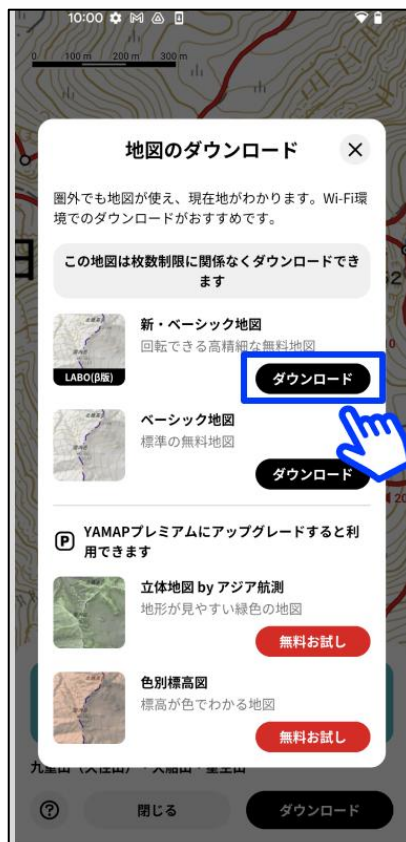 10:00
0 100 m 200 m 300 m
地図のダウンロード
圏外でも地図が使え、現在地がわかります。Wi-Fi環
境でのダウンロードがおすすめです。
この地図は枚数制限に関係なくダウンロードでき
ます
新・ベーシック地図
回転できる高精細な無料地図
LABO(β版)
ダウンロード
ベーシック地図
標準の無料地図
ダウンロード
P YAMAPプレミアムにアップグレードすると利
用できます
立体地図 by アジア航測
地形が見やすい緑色の地図
無料お試し
色別標高図
標高が色でわかる地図
無料お試し
閉じる
ダウンロード